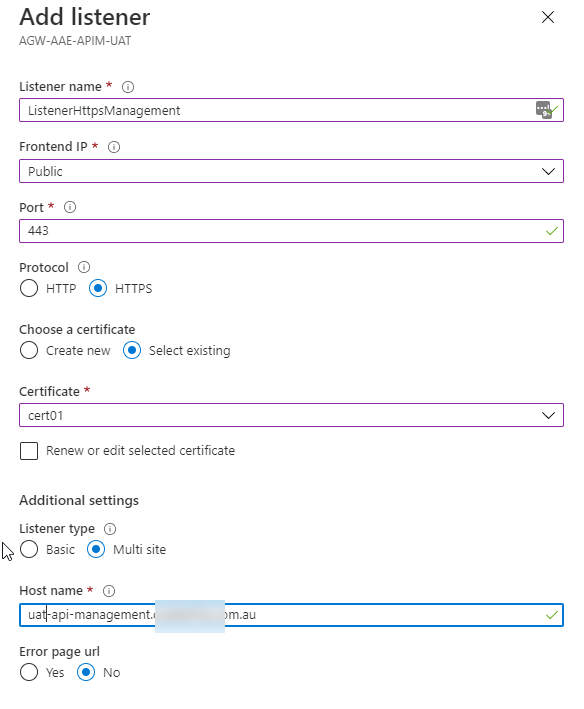 Add listener
AGW-AAE-APIM-UAT
Listener name *
ListenerHttpsManagement
Frontend IP *
Public
Port *
443
Protocol
HTTP HTTPS
Choose a certificate
Create new Select existing
Certificate *
cert01
Renew or edit selected certificate
Additional settings
Listener type
Basic Multi site
Host name *
uat-api-management. om.au
Error page url
Yes No